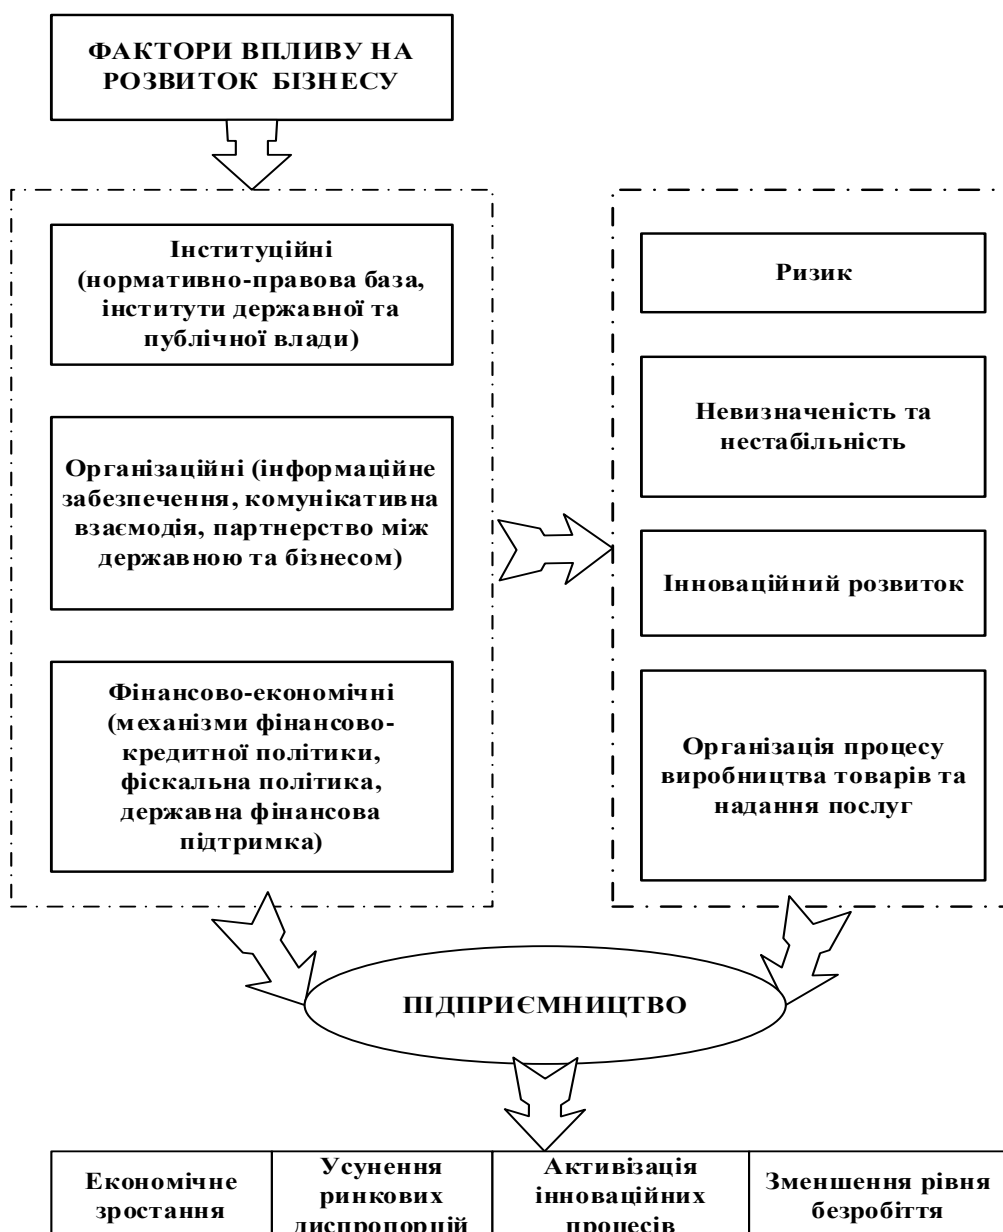 ФАКТОРИ ВПЛИВУ НА
РОЗВИТОК БІЗНЕСУ
Інституційні
(нормативно-правова база,
інститути державної та
публічної влади)
Організаційні (інформаційне
забезпечення, комунікативна
взаємодія, партнерство між
державною та бізнесом)
Фінансово-економічні
(механізми фінансово-
кредитної політики,
фіскальна політика,
державна фінансова
підтримка)
Ризик
Невизначеність та
нестабільність
Інноваційний розвиток
Організація процесу
виробництва товарів та
надання послуг
ПІДПРИЄМНИЦТВО
Економічне
зростання
Усунення
ринкових
диспропорцій
Активізація
інноваційних
процесів
Зменшення рівня
безробіття